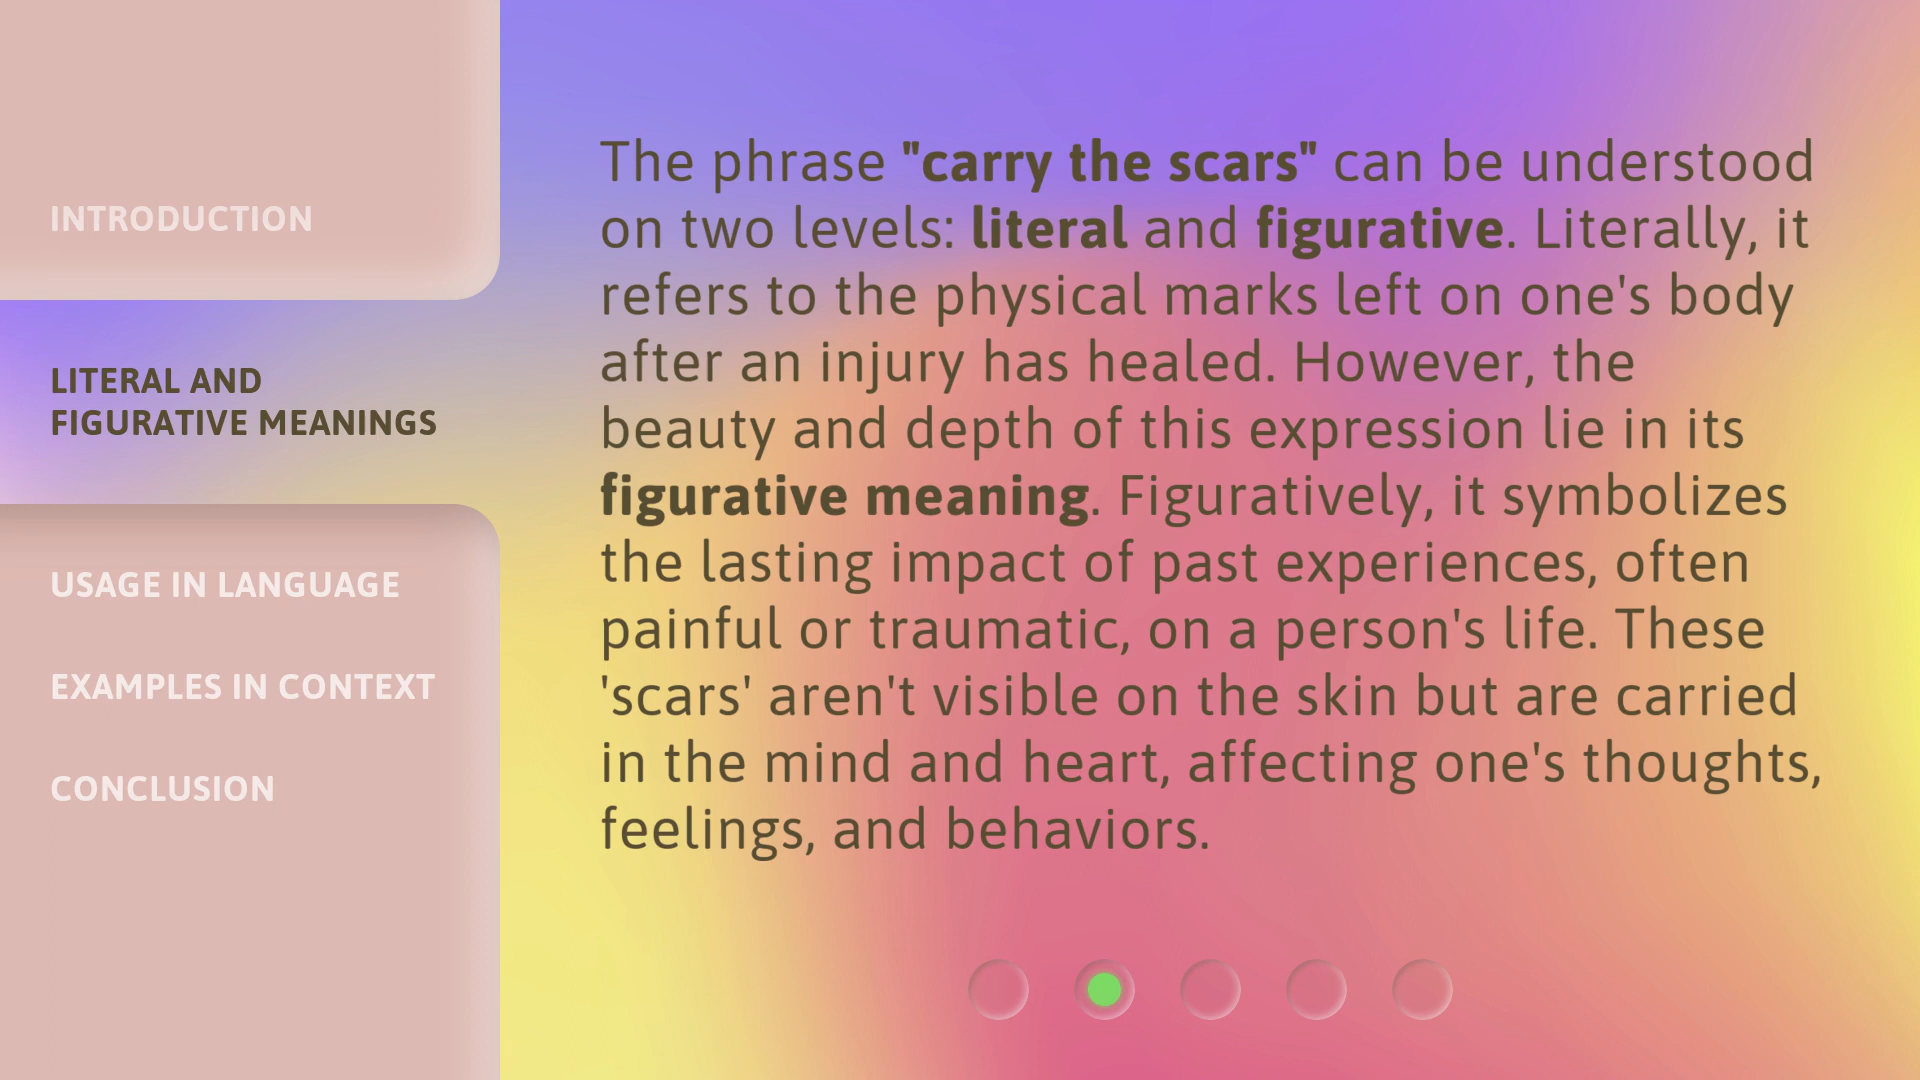 INTRODUCTION
LITERAL AND
FIGURATIVE MEANINGS
USAGE IN LANGUAGE
EXAMPLES IN CONTEXT
CONCLUSION
The phrase "carry the scars" can be understood
on two levels: literal and figurative. Literally, it
refers to the physical marks left on one's body
after an injury has healed. However, the
beauty and depth of this expression lie in its
figurative meaning. Figuratively, it symbolizes
the lasting impact of past experiences, often
painful or traumatic, on a person's life. These
'scars' aren't visible on the skin but are carried
in the mind and heart, affecting one's thoughts,
feelings, and behaviors.